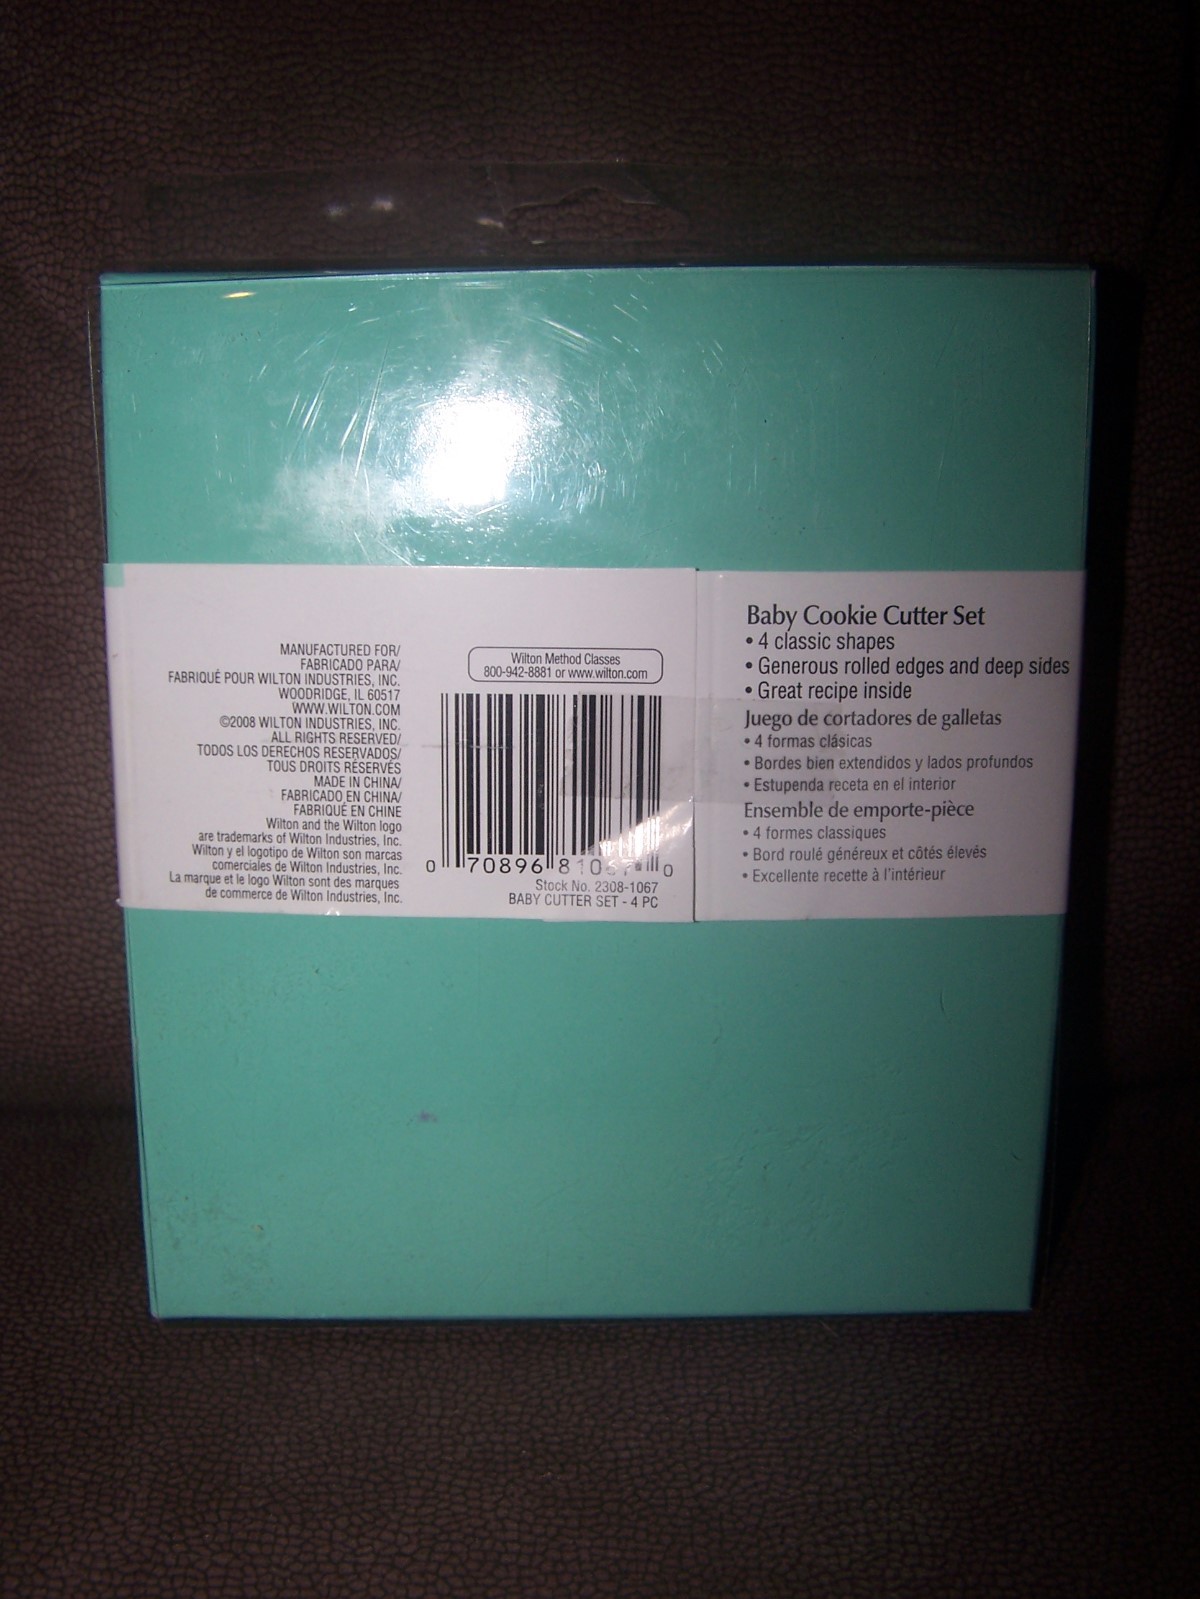 MANUFACTURED FOR/
FABRICADO PARA/
FABRIQUÉ POUR WILTON INDUSTRIES, INC.
WOODRIDGE, IL 60517
WWW.WILTON.COM
©2008 WILTON INDUSTRIES, INC.
ALL RIGHTS RESERVED/
TODOS LOS DERECHOS RESERVADOS/
TOUS DROITS RÉSERVÉS
MADE IN CHINA/
FABRICADO EN CHINA/
FABRIQUÉ EN CHINE
Wilton and the Wilton logo
are trademarks of Wilton Industries, Inc.
Wilton y el logotipo de Wilton son marcas
comerciales de Wilton Industries, Inc.
La marque et le logo Wilton sont des marques
de commerce de Wilton Industries, Inc.
Wilton Method Classes
800-942-8881 or www.wilton.com
0 70896 81067 0
Stock No. 2308-1067
BABY CUTTER SET - 4 PC
Baby Cookie Cutter Set
• 4 classic shapes
• Generous rolled edges and deep sides
• Great recipe inside
Juego de cortadores de galletas
• 4 formas clásicas
• Bordes bien extendidos y lados profundos
• Estupenda receta en el interior
Ensemble de emporte-pièce
• 4 formes classiques
• Bord roulé généreux et côtés élevés
• Excellente recette à l'intérieur